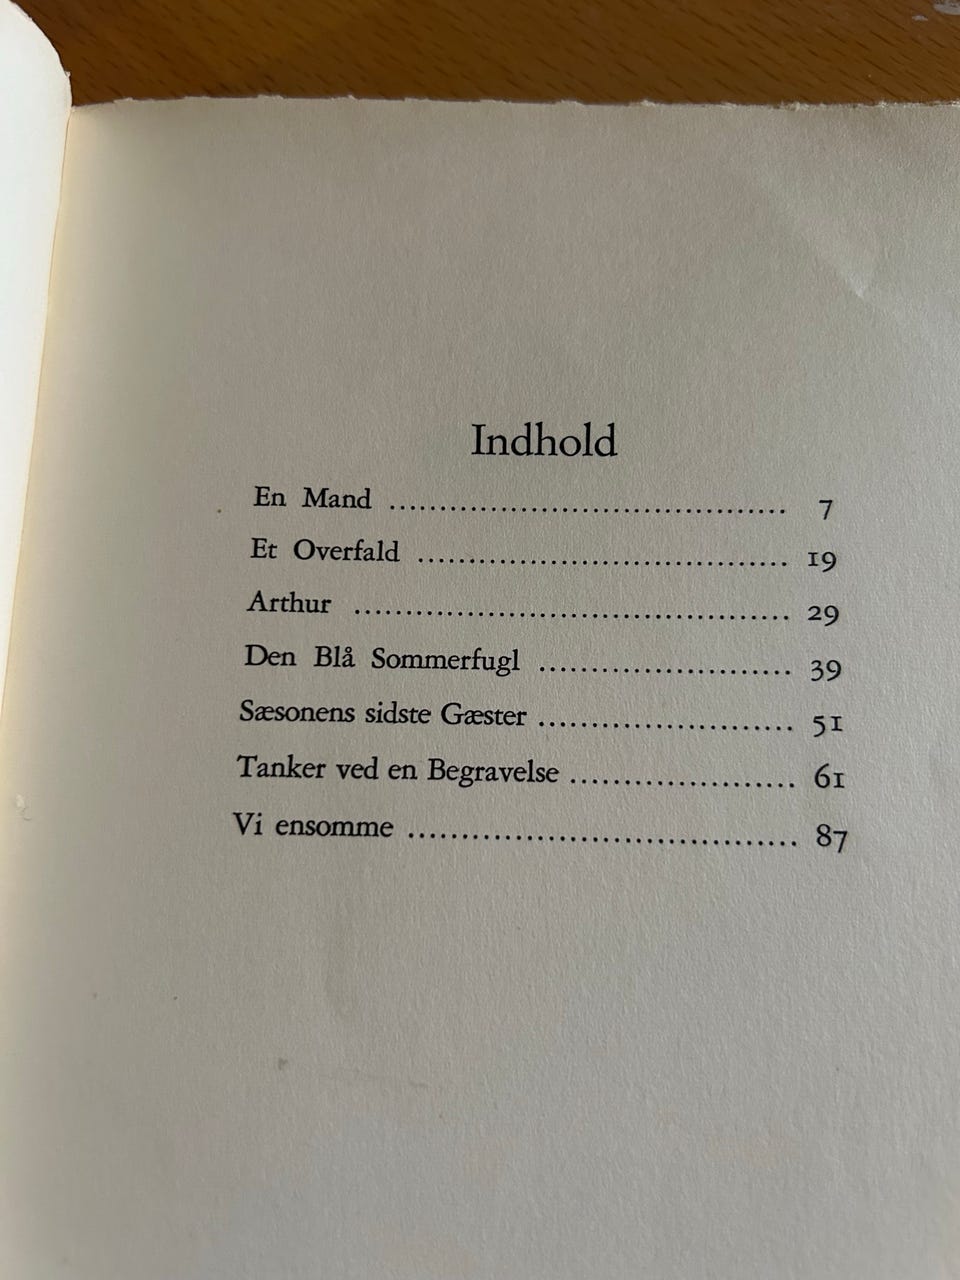 Indhold
En Mand ........................................ 7
Et Overfald ..................................... 19
Arthur ........................................... 29
Den Blå Sommerfugl ......................... 39
Sæsonens sidste Gæster ......................... 51
Tanker ved en Begravelse ...................... 61
Vi ensomme ....................................... 87